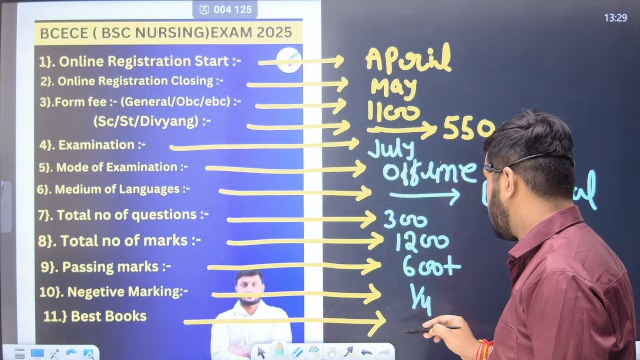 004 125
13:29
BCECE ( BSC NURSING)EXAM 2025
1}. Online Registration Start :- April
2}. Online Registration Closing :- May
3}.Form fee :- (General/Obc/ebc) :- 1100
(Sc/St/Divyang) :- 550
4}. Examination :- July
5}. Mode of Examination :- Offline
6}. Medium of Languages :-
7}. Total no of questions :- 300
8}. Total no of marks :- 1200
9}. Passing marks :- 600+
10}. Negetive Marking:- 1/4
11.} Best Books